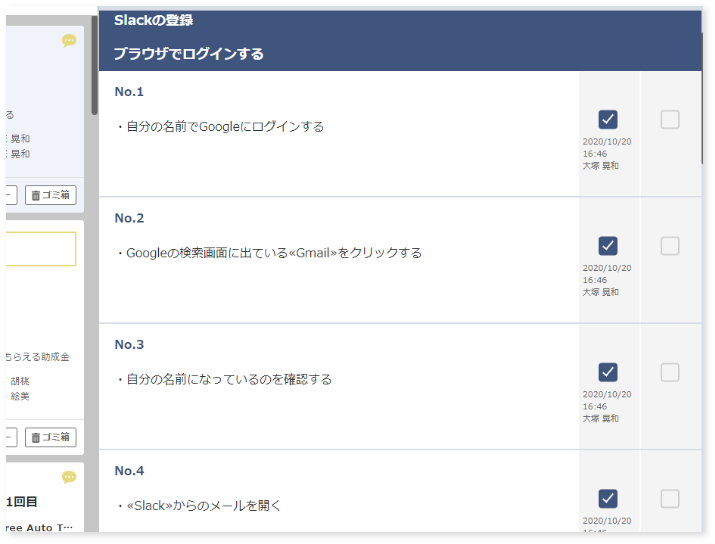 Slackの登録
ブラウザでログインする
No.1
・自分の名前でGoogleにログインする
2020/10/20
16:46
大塚 晃和
No.2
・Googleの検索画面に出ている«Gmail»をクリックする
2020/10/20
16:46
大塚 晃和
No.3
・自分の名前になっているのを確認する
2020/10/20
16:46
大塚 晃和
No.4
・«Slack»からのメールを開く
2020/10/20
る
晃和
晃和
ゴミ箱
らえる助成金
胡桃
絵美
ゴミ箱
1回目
ree Auto T…